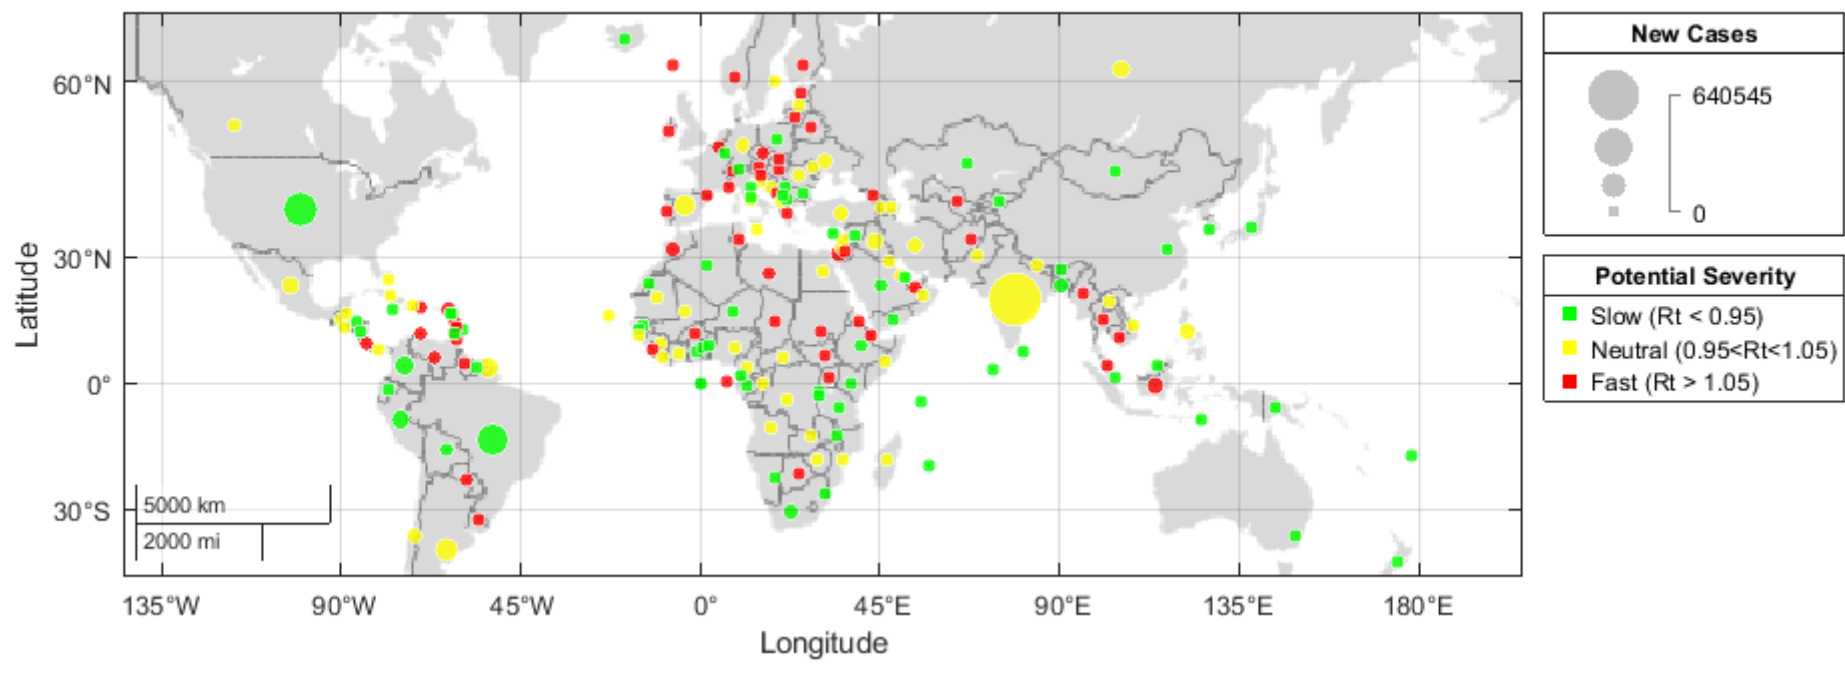 60°N
30°N
0°
30°S
Latitude
5000 km
2000 mi
135°W
90°W
45°W
0°
45°E
90°E
135°E
180°E
Longitude
New Cases
640545
0
Potential Severity
Slow (Rt < 0.95)
Neutral (0.95<Rt<1.05)
Fast (Rt > 1.05)